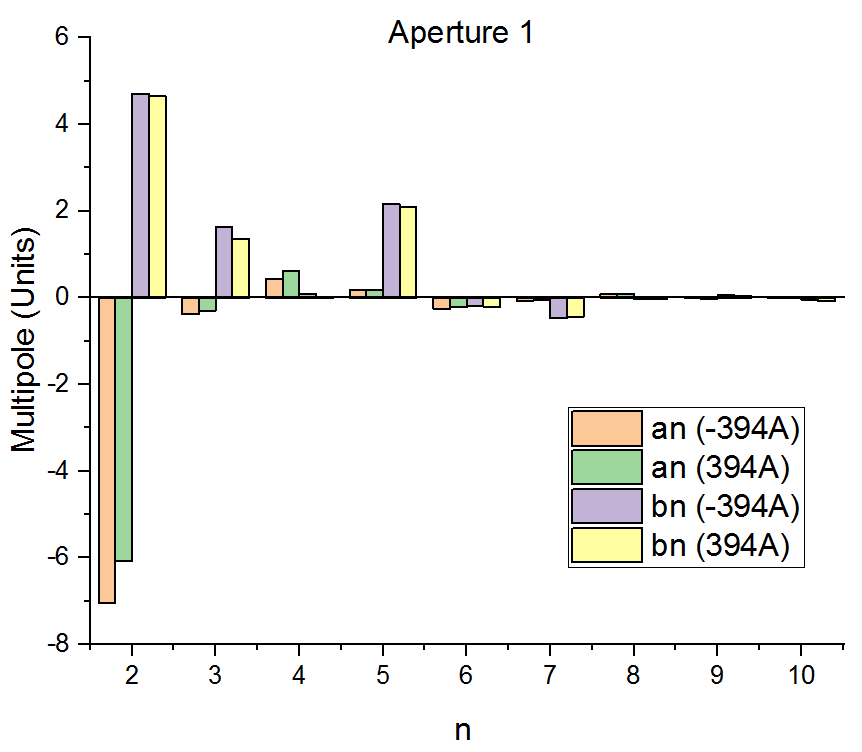 Aperture 1
Multipole (Units)
6
4
2
0
-2
-4
-6
-8
an (-394A)
an (394A)
bn (-394A)
bn (394A)
2 3 4 5 6 7 8 9 10
n